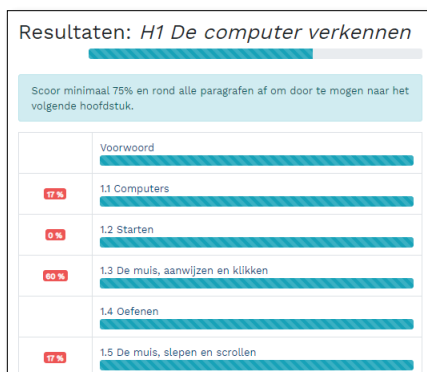 Resultaten: H1 De computer verkennen
Scoor minimaal 75% en rond alle paragrafen af om door te mogen naar het
volgende hoofdstuk.
Voorwoord
17 % 1.1 Computers
0 % 1.2 Starten
60 % 1.3 De muis, aanwijzen en klikken
1.4 Oefenen
17 % 1.5 De muis, slepen en scrollen